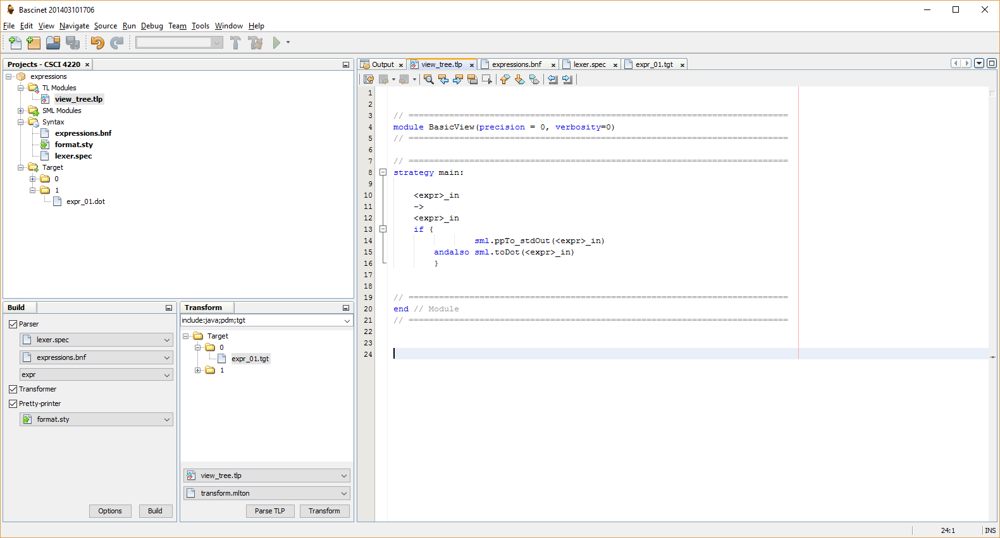 Bascinet 201403101706
File Edit View Navigate Source Run Debug Team Tools Window Help
Projects - CSCI 4220
expressions
TL Modules
view_tree.tlp
SML Modules
Syntax
expressions.bnf
format.sty
lexer.spec
Target
0
1
expr_01.dot
Build
Parser
lexer.spec
expressions.bnf
expr
Transformer
Pretty-printer
format.sty
Options Build
Transform
include:java;pdm;tgt
Target
0
expr_01.tgt
1
view_tree.tlp
transform.mlton
Parse TLP Transform
Output view_tree.tlp expressions.bnf lexer.spec expr_01.tgt
1
2
3 // ===========================================================================
4 module BasicView(precision = 0, verbosity=0)
5 // ===========================================================================
6
7 // ===========================================================================
8 strategy main:
9
10 <expr>_in
11 ->
12 <expr>_in
13 if {
14 sml.ppTo_stdOut(<expr>_in)
15 andalso sml.toDot(<expr>_in)
16 }
17
18
19 // ===========================================================================
20 end // Module
21 // ===========================================================================
22
23
24
24:1 INS